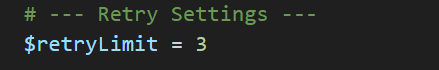 # --- Retry Settings ---
$retryLimit = 3